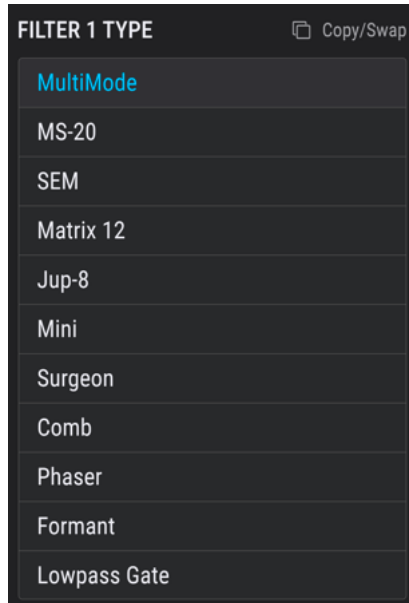 FILTER 1 TYPE Copy/Swap
MultiMode
MS-20
SEM
Matrix 12
Jup-8
Mini
Surgeon
Comb
Phaser
Formant
Lowpass Gate